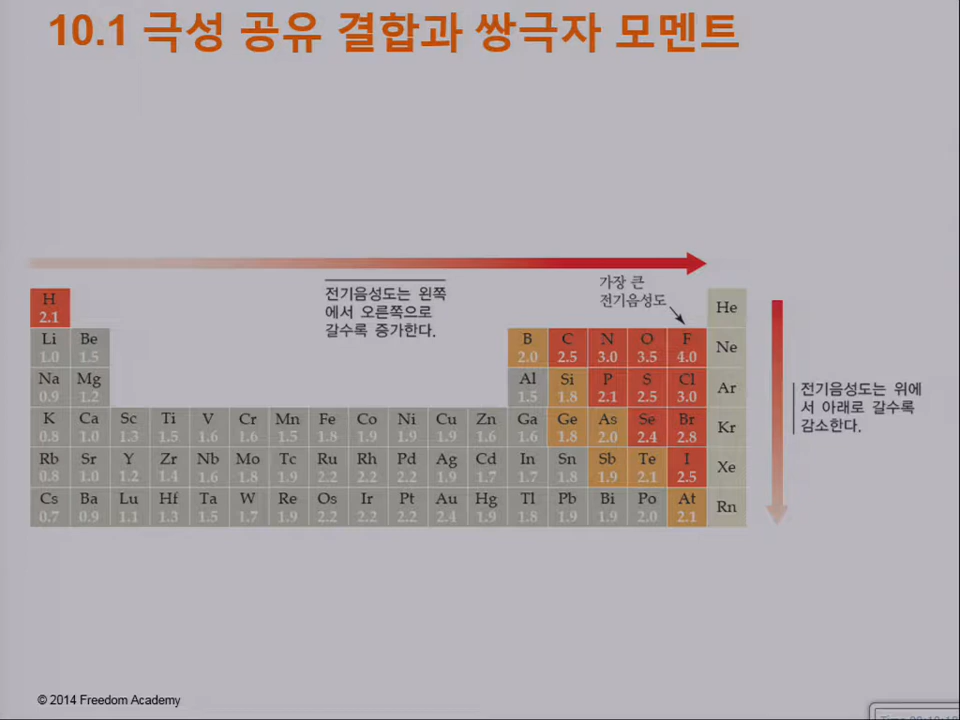 10.1 극성 공유 결합과 쌍극자 모멘트
전기음성도는 왼쪽
에서 오른쪽으로
갈수록 증가한다.
가장 큰
전기음성도
H He
2.1
Li Be B C N O F Ne
1.0 1.5 2.0 2.5 3.0 3.5 4.0
Na Mg Al Si P S Cl Ar
0.9 1.2 1.5 1.8 2.1 2.5 3.0
K Ca Sc Ti V Cr Mn Fe Co Ni Cu Zn Ga Ge As Se Br Kr
0.8 1.0 1.3 1.5 1.6 1.6 1.5 1.8 1.9 1.9 1.9 1.6 1.6 1.8 2.0 2.4 2.8
Rb Sr Y Zr Nb Mo Tc Ru Rh Pd Ag Cd In Sn Sb Te I Xe
0.8 1.0 1.2 1.4 1.6 1.8 1.9 2.2 2.2 2.2 1.9 1.7 1.7 1.8 1.9 2.1 2.5
Cs Ba Lu Hf Ta W Re Os Ir Pt Au Hg Tl Pb Bi Po At Rn
0.7 0.9 1.1 1.3 1.5 1.7 1.9 2.2 2.2 2.2 2.4 1.9 1.8 1.9 1.9 2.0 2.1
전기음성도는 위에
서 아래로 갈수록
감소한다.
© 2014 Freedom Academy